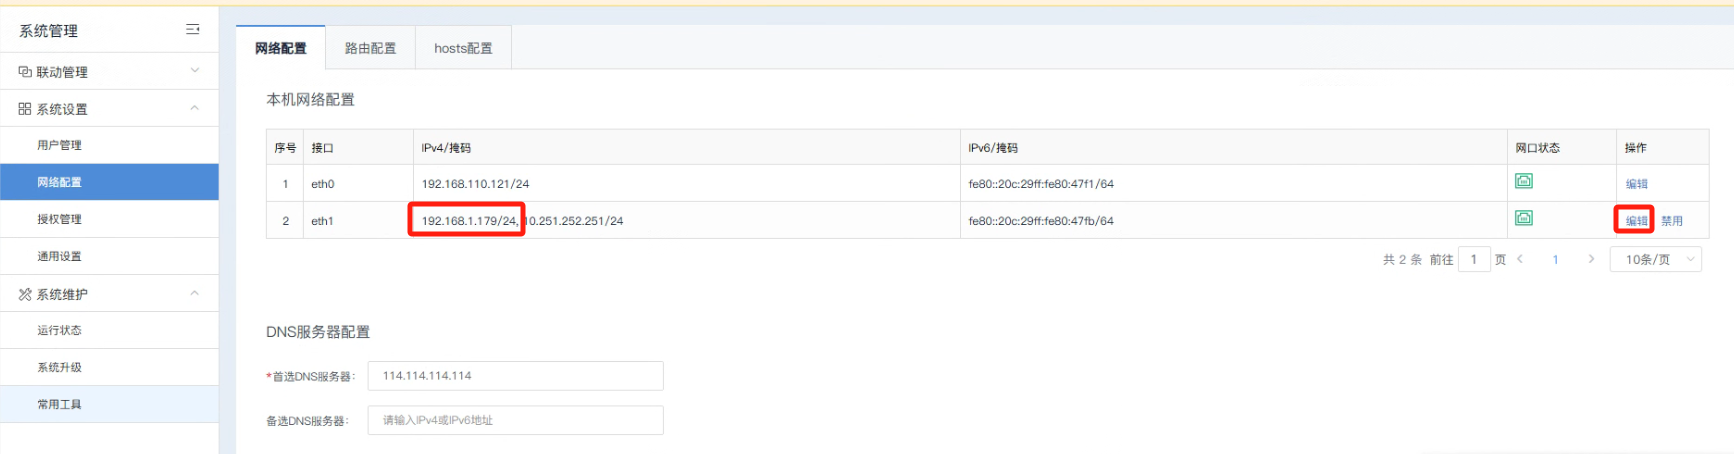 系统管理
联动管理
系统设置
用户管理
网络配置
授权管理
通用设置
系统维护
运行状态
系统升级
常用工具
网络配置 路由配置 hosts配置
本机网络配置
序号 接口 IPv4/掩码 IPv6/掩码 网口状态 操作
1 eth0 192.168.110.121/24 fe80::20c:29ff:fe80:47f1/64 编辑
2 eth1 192.168.1.179/24, 10.251.252.251/24 fe80::20c:29ff:fe80:47fb/64 编辑 禁用
共 2 条 前往 1 页 1 10条/页
DNS服务器配置
*首选DNS服务器: 114.114.114.114
备选DNS服务器: 请输入IPv4或IPv6地址